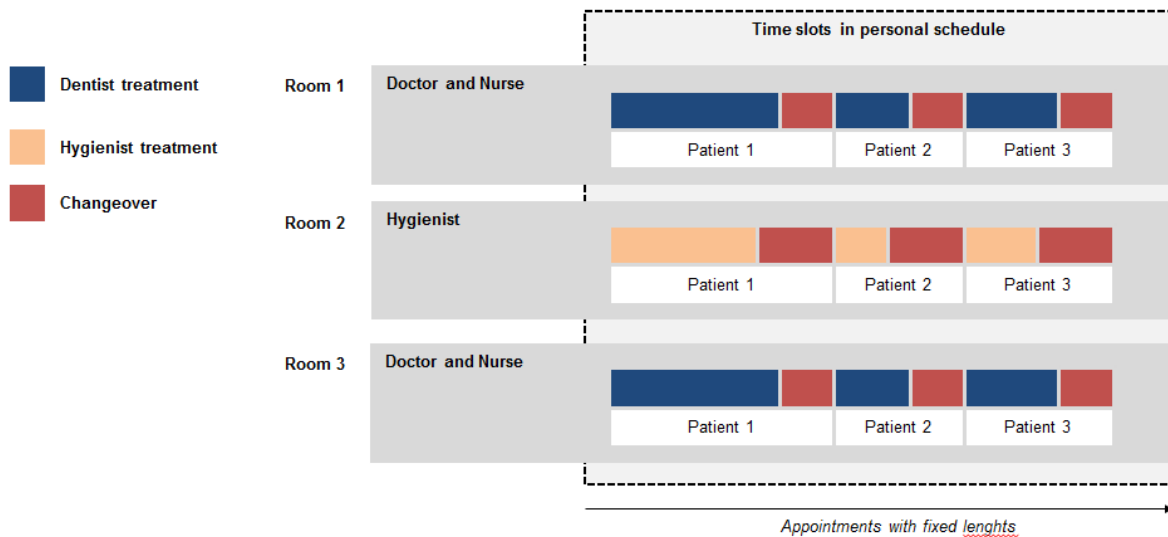 Time slots in personal schedule
Dentist treatment
Hygienist treatment
Changeover
Room 1
Doctor and Nurse
Patient 1
Patient 2
Patient 3
Room 2
Hygienist
Patient 1
Patient 2
Patient 3
Room 3
Doctor and Nurse
Patient 1
Patient 2
Patient 3
Appointments with fixed lenghts